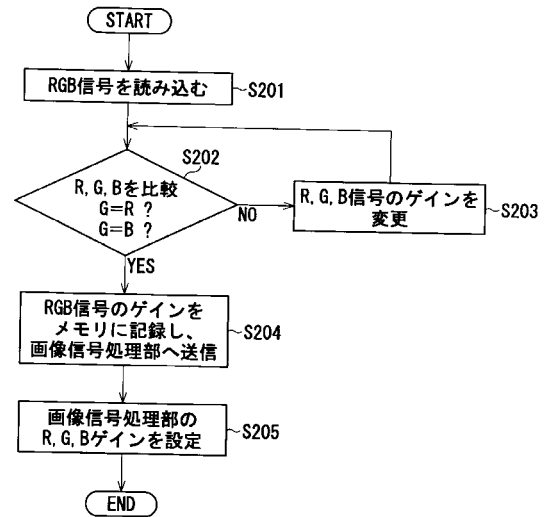 START
RGB信号を読み込む
S201
S202
R,G,Bを比較
G=R ?
G=B ?
NO
R,G,B信号のゲインを
変更
S203
YES
RGB信号のゲインを
メモリに記録し、
画像信号処理部へ送信
S204
画像信号処理部の
R,G,Bゲインを設定
S205
END